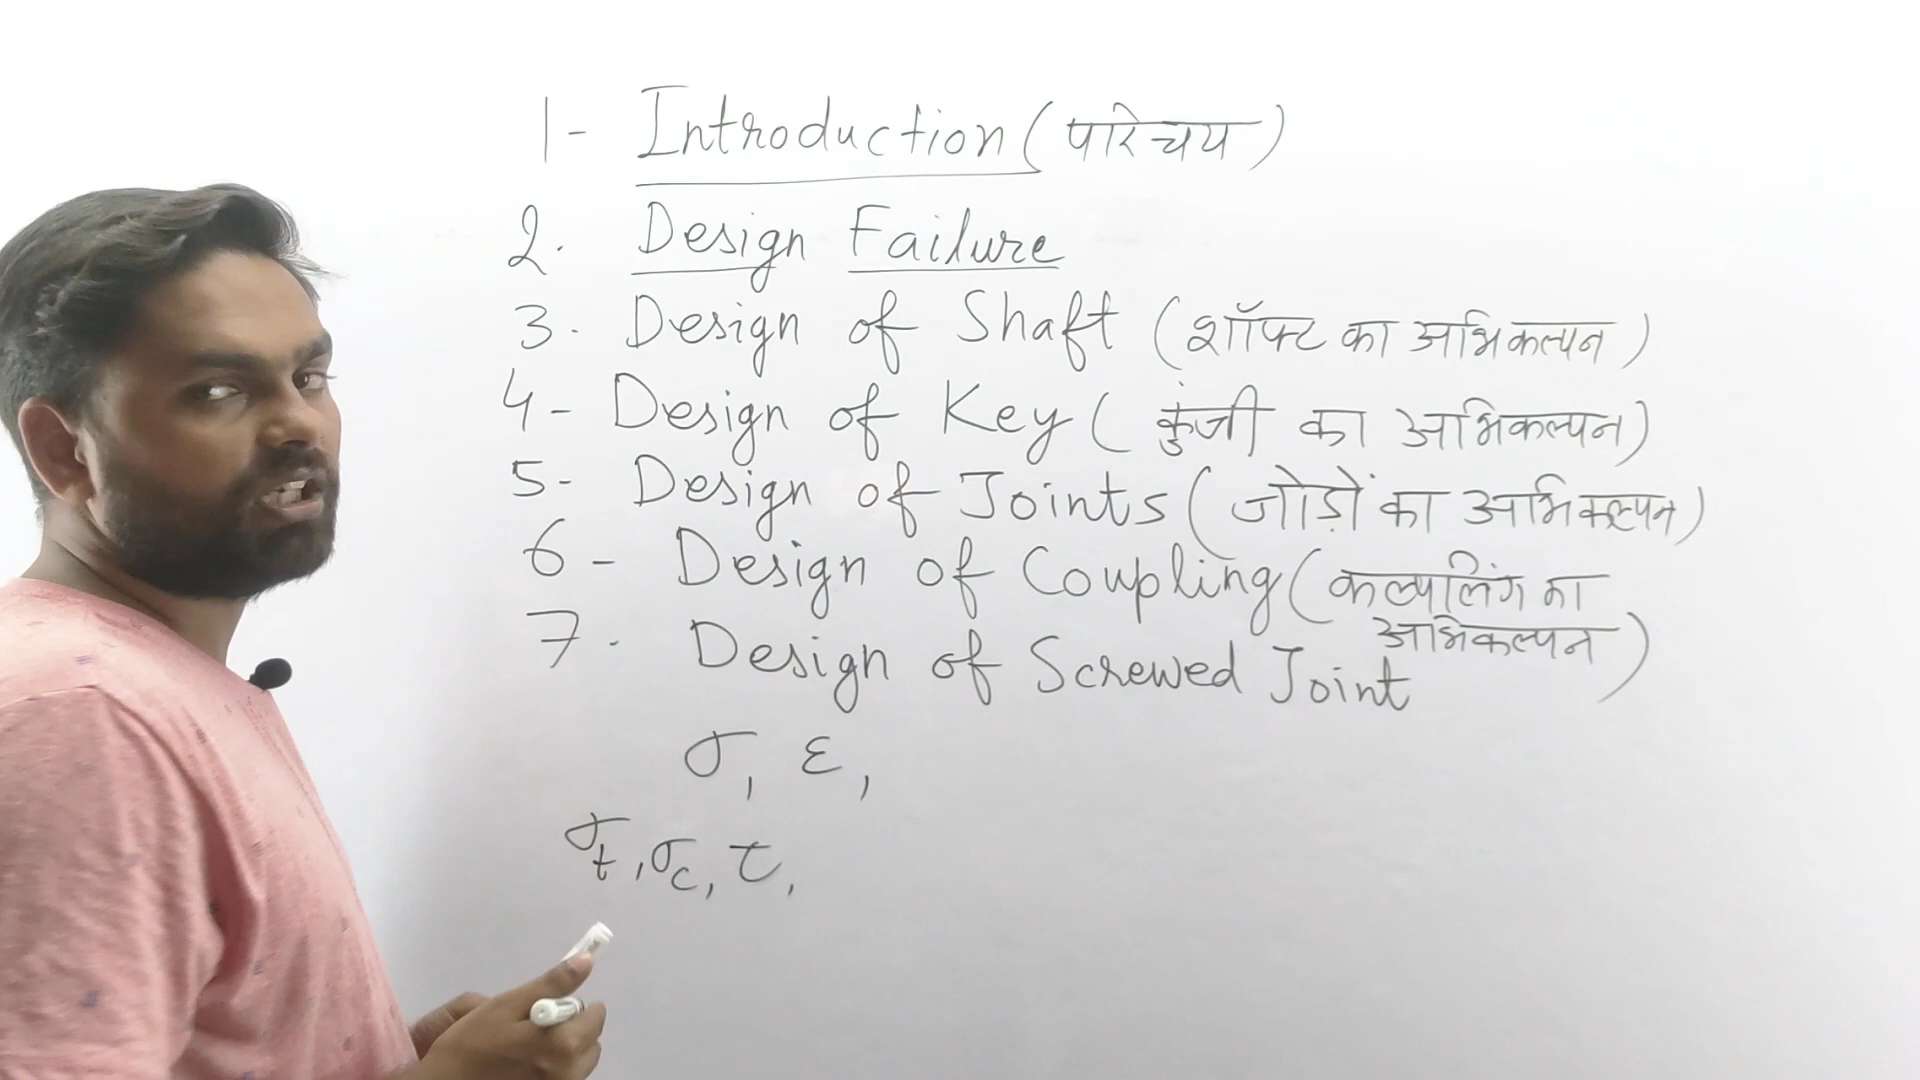 1- Introduction (परिचय)
2. Design Failure
3. Design of Shaft (शॉफ्ट का अभिकल्पन)
4- Design of Key (कुंजी का अभिकल्पन)
5- Design of Joints (जोड़ों का अभिकल्पन)
6- Design of Coupling (कल्पलिंग का
अभिकल्पन)
7. Design of Screwed Joint
σ, ε,
σt, σc, τ,